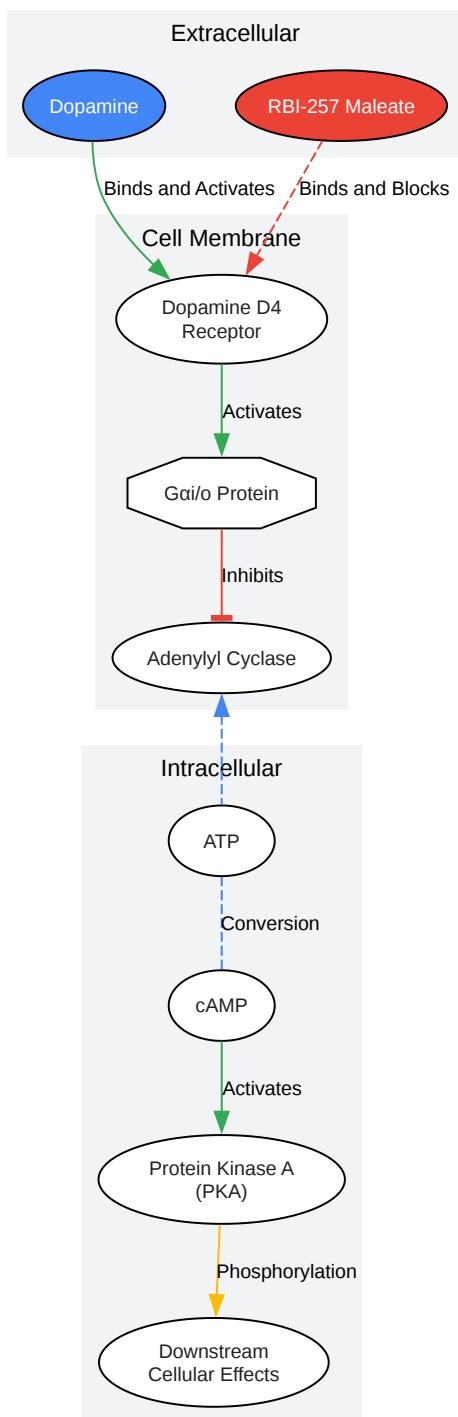 Extracellular
Dopamine
RBI-257 Maleate
Binds and Activates
Binds and Blocks
Cell Membrane
Dopamine D4
Receptor
Activates
Gαi/o Protein
Inhibits
Adenylyl Cyclase
Intracellular
ATP
Conversion
cAMP
Activates
Protein Kinase A
(PKA)
Phosphorylation
Downstream
Cellular Effects